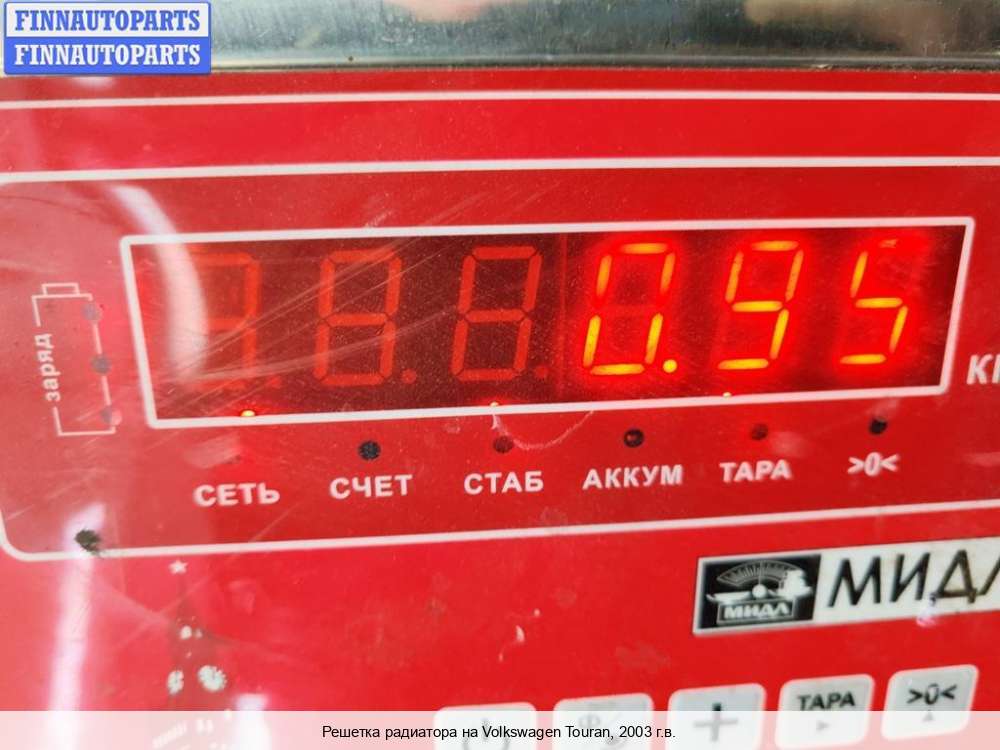 FINNAUTOPARTS
FINNAUTOPARTS
0.95
заряд
СЕТЬ СЧЕТ СТАБ АККУМ ТАРА >0<
МИДЛ
МИДЛ
ТАРА >0<
Решетка радиатора на Volkswagen Touran, 2003 г.в.